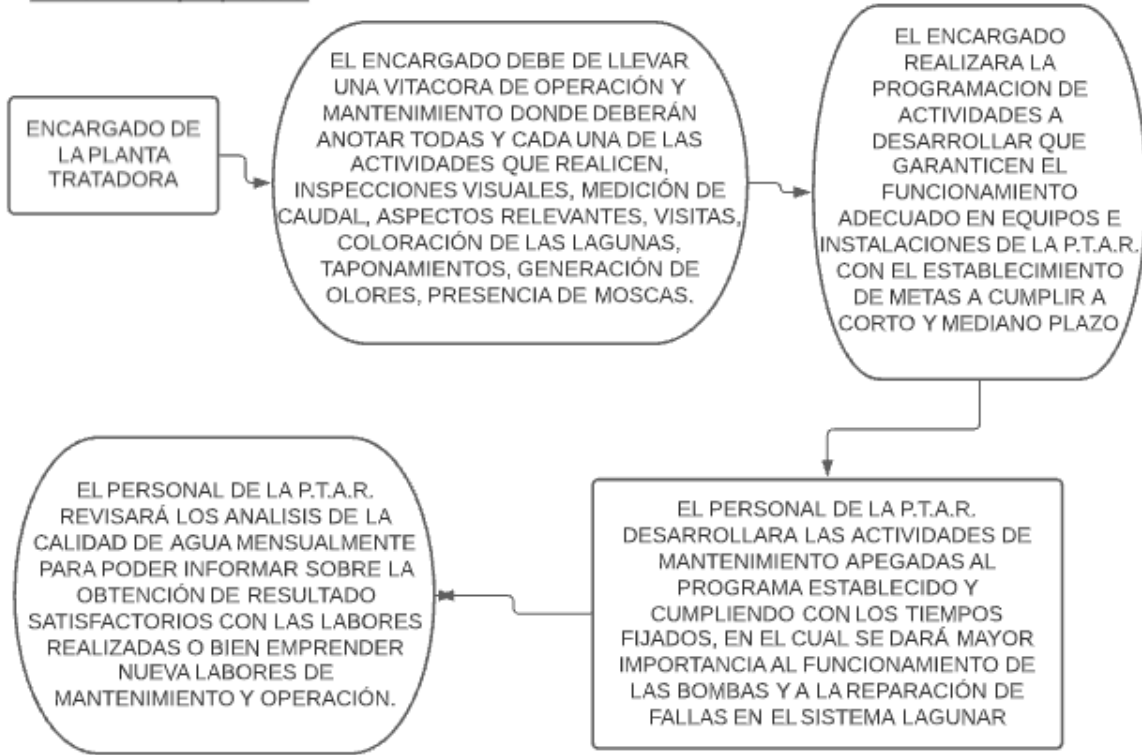 ENCARGADO DE
LA PLANTA
TRATADORA
EL ENCARGADO DEBE DE LLEVAR
UNA VITACORA DE OPERACIÓN Y
MANTENIMIENTO DONDE DEBERÁN
ANOTAR TODAS Y CADA UNA DE LAS
ACTIVIDADES QUE REALICEN,
INSPECCIONES VISUALES, MEDICIÓN DE
CAUDAL, ASPECTOS RELEVANTES, VISITAS,
COLORACIÓN DE LAS LAGUNAS,
TAPONAMIENTOS, GENERACIÓN DE
OLORES, PRESENCIA DE MOSCAS.
EL ENCARGADO
REALIZARA LA
PROGRAMACION DE
ACTIVIDADES A
DESARROLLAR QUE
GARANTICEN EL
FUNCIONAMIENTO
ADECUADO EN EQUIPOS E
INSTALACIONES DE LA P.T.A.R.
CON EL ESTABLECIMIENTO
DE METAS A CUMPLIR A
CORTO Y MEDIANO PLAZO
EL PERSONAL DE LA P.T.A.R.
DESARROLLARA LAS ACTIVIDADES DE
MANTENIMIENTO APEGADAS AL
PROGRAMA ESTABLECIDO Y
CUMPLIENDO CON LOS TIEMPOS
FIJADOS, EN EL CUAL SE DARÁ MAYOR
IMPORTANCIA AL FUNCIONAMIENTO DE
LAS BOMBAS Y A LA REPARACIÓN DE
FALLAS EN EL SISTEMA LAGUNAR
EL PERSONAL DE LA P.T.A.R.
REVISARÁ LOS ANALISIS DE LA
CALIDAD DE AGUA MENSUALMENTE
PARA PODER INFORMAR SOBRE LA
OBTENCIÓN DE RESULTADO
SATISFACTORIOS CON LAS LABORES
REALIZADAS O BIEN EMPRENDER
NUEVA LABORES DE
MANTENIMIENTO Y OPERACIÓN.